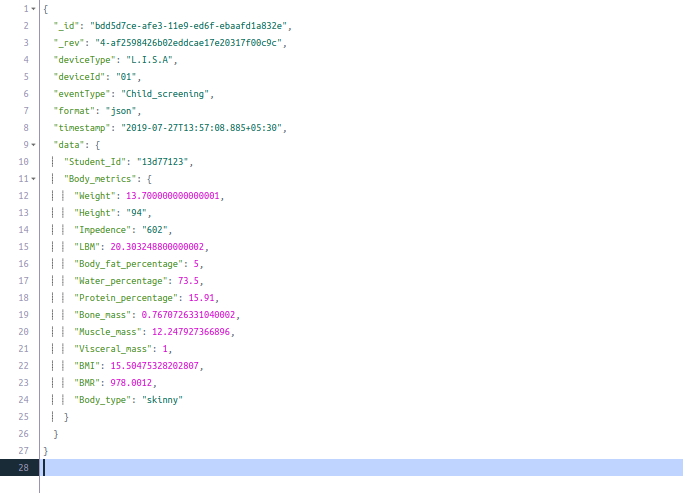 1 {
2 "_id": "bdd5d7ce-afe3-11e9-ed6f-ebaafd1a832e",
3 "_rev": "4-af2598426b02eddcae17e20317f00c9c",
4 "deviceType": "L.I.S.A",
5 "deviceId": "01",
6 "eventType": "Child_screening",
7 "format": "json",
8 "timestamp": "2019-07-27T13:57:08.885+05:30",
9 "data": {
10 "Student_Id": "13d77123",
11 "Body_metrics": {
12 "Weight": 13.700000000000001,
13 "Height": "94",
14 "Impedence": "602",
15 "LBM": 20.303248800000002,
16 "Body_fat_percentage": 5,
17 "Water_percentage": 73.5,
18 "Protein_percentage": 15.91,
19 "Bone_mass": 0.7670726331040002,
20 "Muscle_mass": 12.247927366896,
21 "Visceral_mass": 1,
22 "BMI": 15.50475328202807,
23 "BMR": 978.0012,
24 "Body_type": "skinny"
25 }
26 }
27 }
28